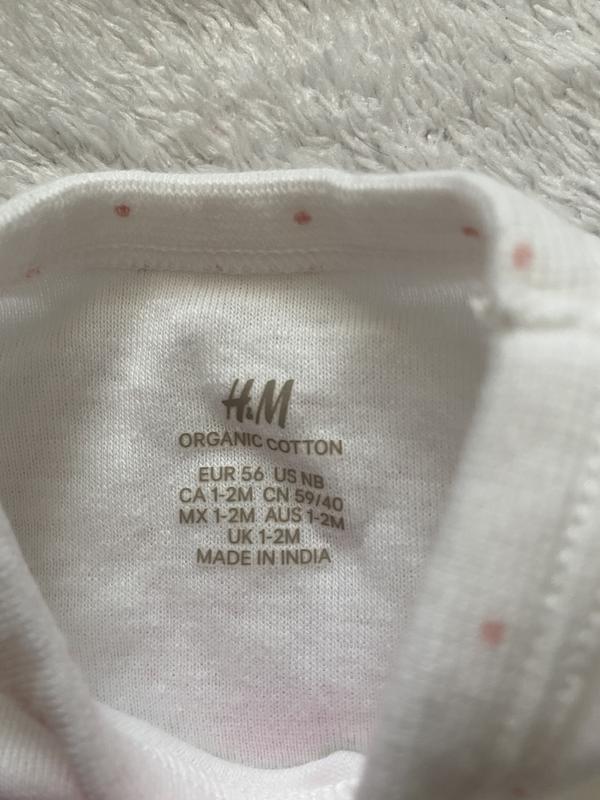 H&M
ORGANIC COTTON
EUR 56 US NB
CA 1-2M CN 59/40
MX 1-2M AUS 1-2M
UK 1-2M
MADE IN INDIA